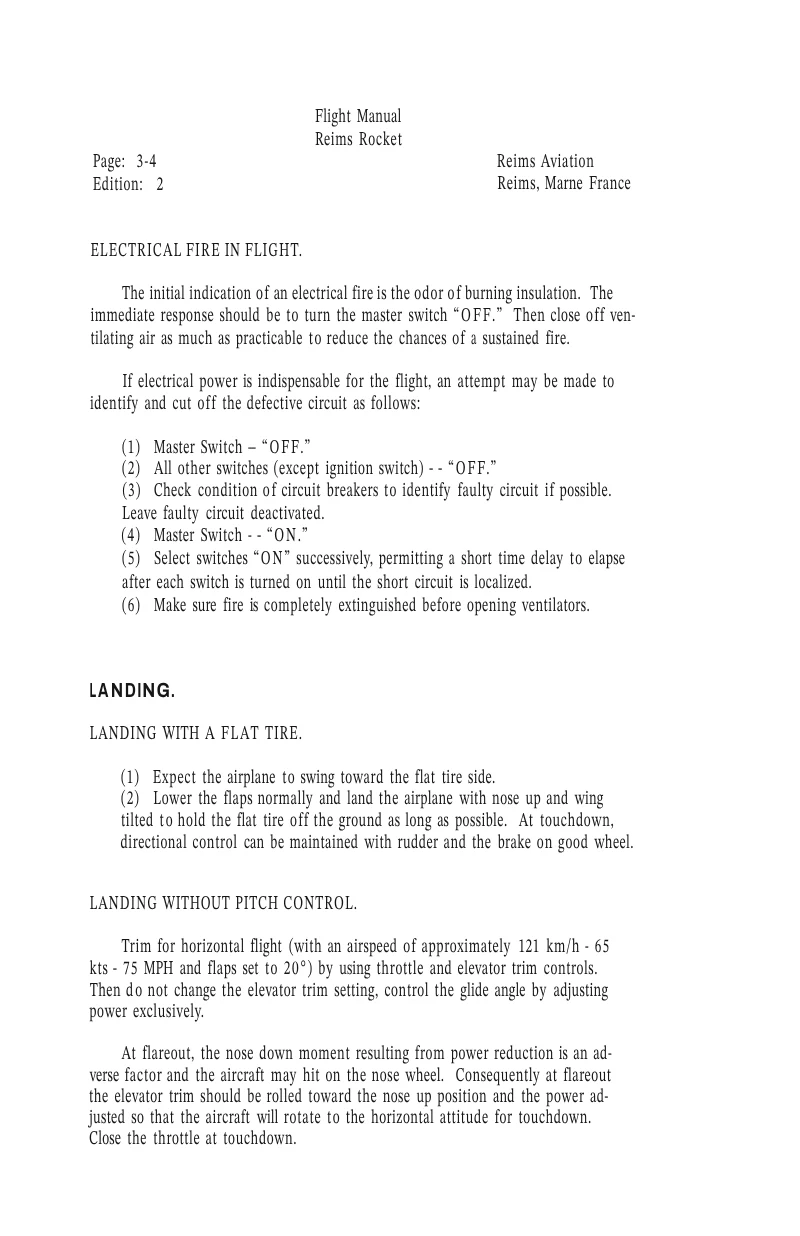 Flight Manual
Reims Rocket
Page: 3-4
Reims Aviation
Edition: 2
Reims, Marne France
ELECTRICAL FIRE IN FLIGHT.
The initial indication of an electrical fire is the odor of burning insulation. The
immediate response should be to turn the master switch “OFF.” Then close off ven-
tilating air as much as practicable to reduce the chances of a sustained fire.
If electrical power is indispensable for the flight, an attempt may be made to
identify and cut off the defective circuit as follows:
(1) Master Switch – “OFF.”
(2) All other switches (except ignition switch) - - “OFF.”
(3) Check condition of circuit breakers to identify faulty circuit if possible.
Leave faulty circuit deactivated.
(4) Master Switch - - “ON.”
(5) Select switches “ON” successively, permitting a short time delay to elapse
after each switch is turned on until the short circuit is localized.
(6) Make sure fire is completely extinguished before opening ventilators.
LANDING.
LANDING WITH A FLAT TIRE.
(1) Expect the airplane to swing toward the flat tire side.
(2) Lower the flaps normally and land the airplane with nose up and wing
tilted to hold the flat tire off the ground as long as possible. At touchdown,
directional control can be maintained with rudder and the brake on good wheel.
LANDING WITHOUT PITCH CONTROL.
Trim for horizontal flight (with an airspeed of approximately 121 km/h - 65
kts - 75 MPH and flaps set to 20°) by using throttle and elevator trim controls.
Then do not change the elevator trim setting, control the glide angle by adjusting
power exclusively.
At flareout, the nose down moment resulting from power reduction is an ad-
verse factor and the aircraft may hit on the nose wheel. Consequently at flareout
the elevator trim should be rolled toward the nose up position and the power ad-
justed so that the aircraft will rotate to the horizontal attitude for touchdown.
Close the throttle at touchdown.